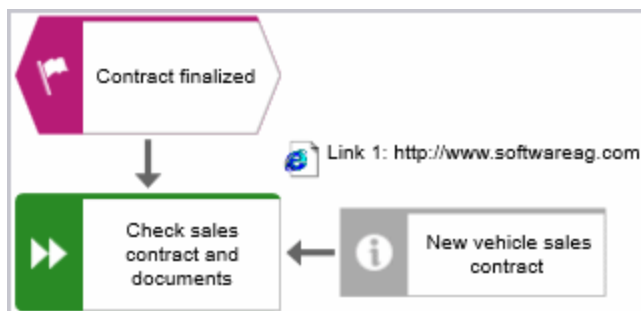 Contract finalized
Link 1: http://www.softwareag.com
Check sales
contract and
documents
New vehicle sales
contract